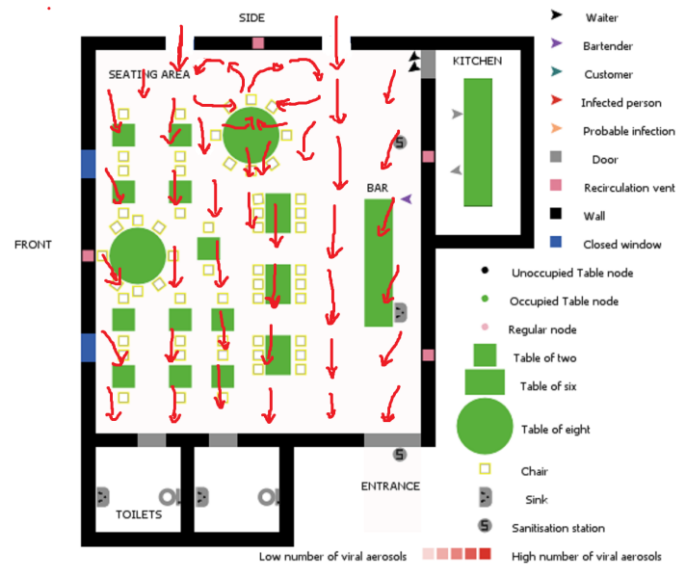 SIDE
SEATING AREA
KITCHEN
BAR
FRONT
TOILETS
ENTRANCE
S
S
Waiter
Bartender
Customer
Infected person
Probable infection
Door
Recirculation vent
Wall
Closed window
Unoccupied Table node
Occupied Table node
Regular node
Table of two
Table of six
Table of eight
Chair
Sink
S
Sanitisation station
Low number of viral aerosols
High number of viral aerosols